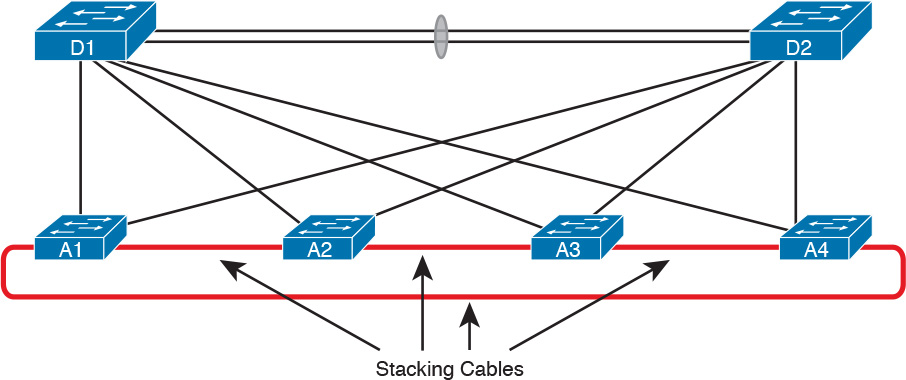 D1
D2
A1
A2
A3
A4
Stacking Cables